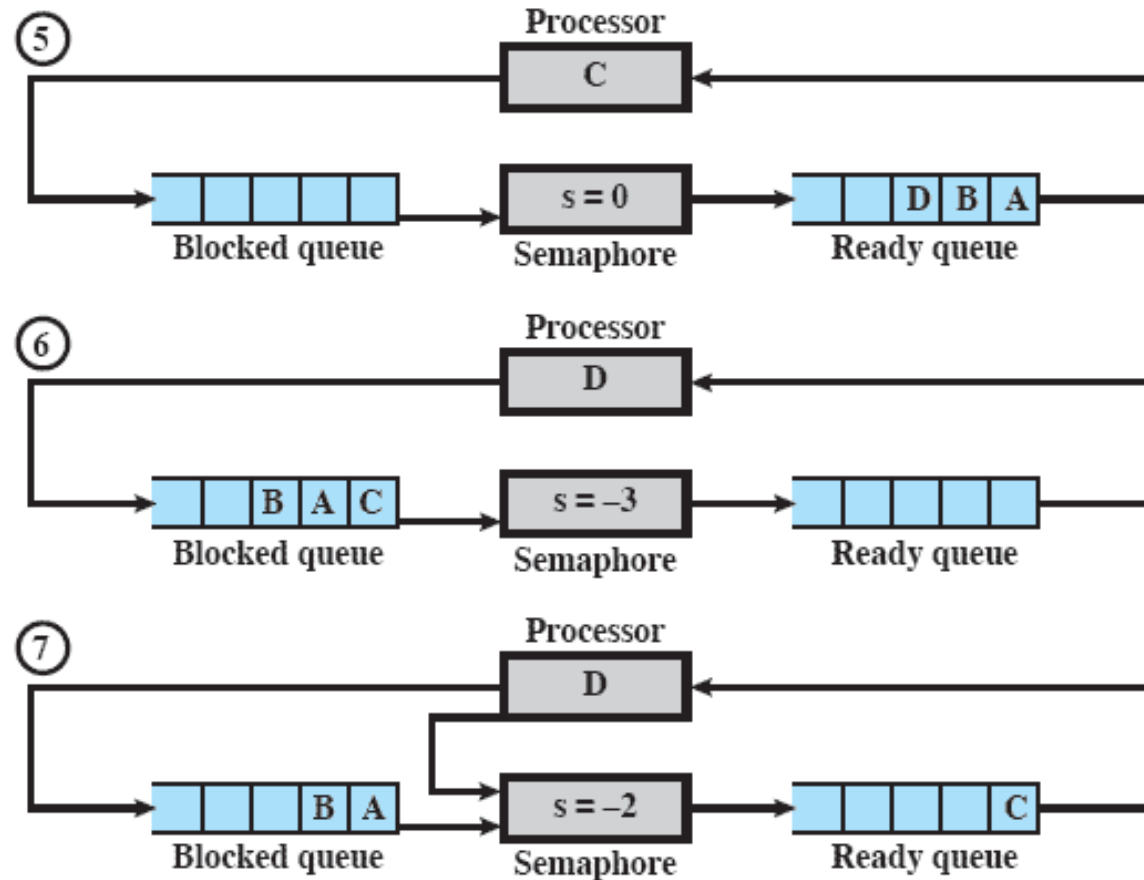 5
Processor
C
s = 0
D B A
Blocked queue
Semaphore
Ready queue
6
Processor
D
B A C
s = –3
Blocked queue
Semaphore
Ready queue
7
Processor
D
B A
s = –2
C
Blocked queue
Semaphore
Ready queue